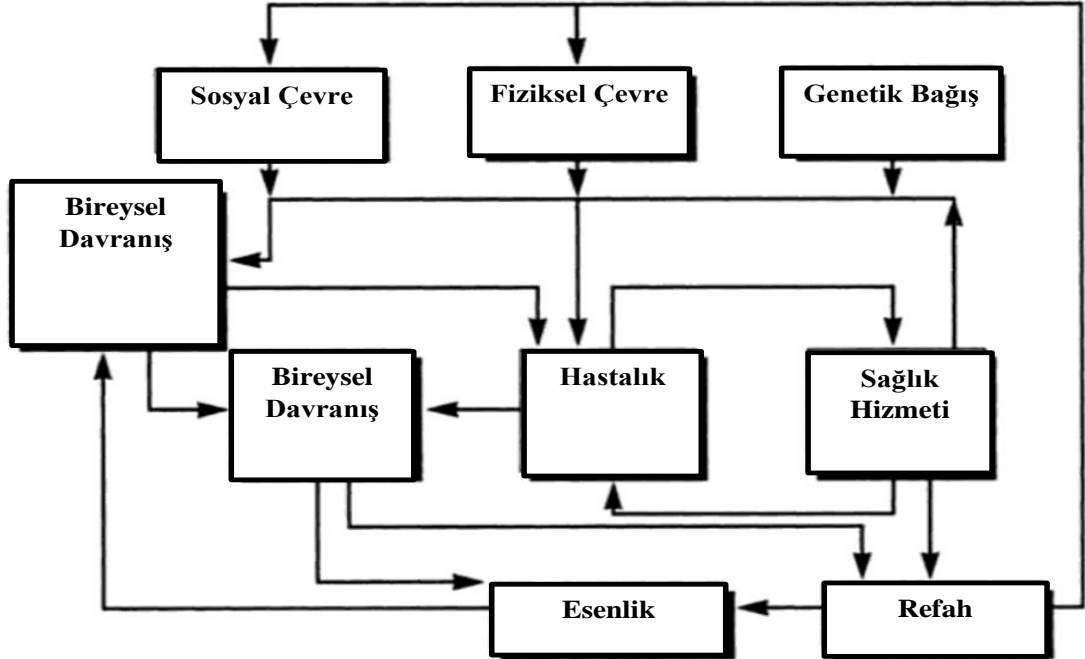 Sosyal Çevre
Fiziksel Çevre
Genetik Bağış
Bireysel
Davranış
Bireysel
Davranış
Hastalık
Sağlık
Hizmeti
Esenlik
Refah